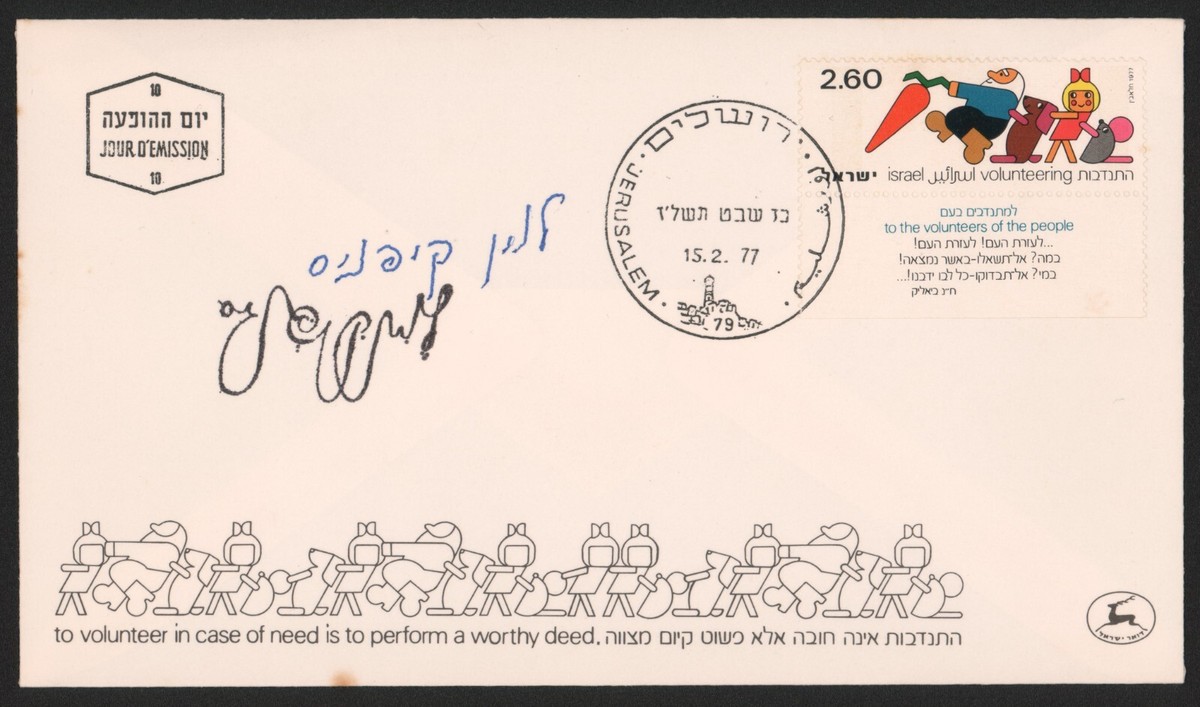 10
יום ההופעה
JOUR D'EMISSION
10
ירושלים
JERUSALEM
כז שבט תשל"ז
15.2.77
79
2.60
1977
ישראל israel اسرائيل volunteering התנדבות
למתנדבים בעם
to the volunteers of the people
לעזרת העם! לעזרת העם!...
במה? אל-תשאלו-באשר נמצאה!
במי? אל-תבדוקו-כל לבו ידבנו!...
ח"נ ביאליק
לוין קיפניס
to volunteer in case of need is to perform a worthy deed. התנדבות אינה חובה אלא פשוט קיום מצווה
דואר ישראל